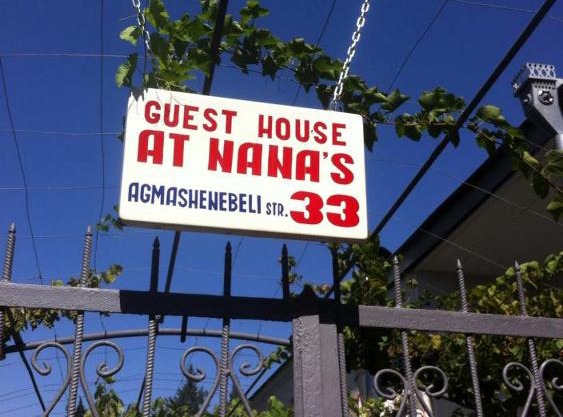 GUEST HOUSE
AT NANA'S
AGMASHENEBELI STR. 33